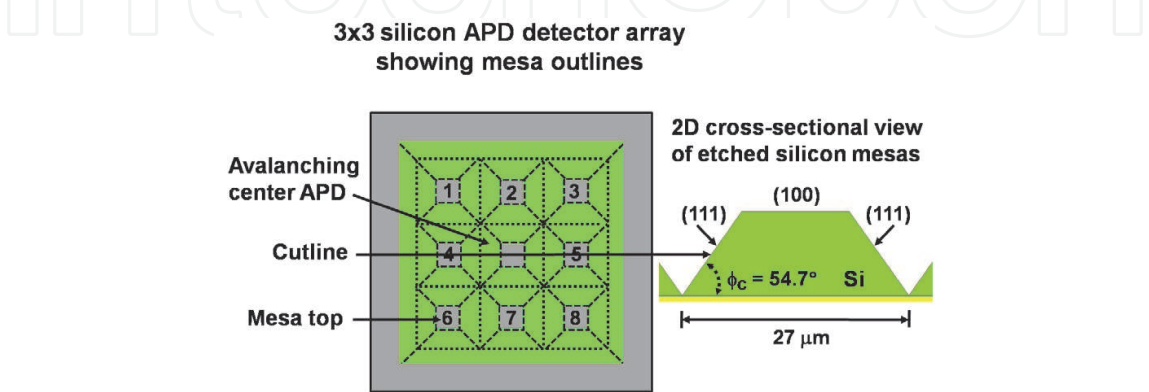 3x3 silicon APD detector array
showing mesa outlines
2D cross-sectional view
of etched silicon mesas
Avalanching
center APD
Cutline
Mesa top
1 2 3
4 5
6 7 8
(100)
(111) (111)
ϕC = 54.7° Si
27 μm